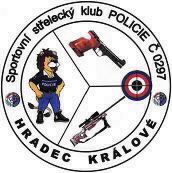 Sportovní střelecký klub POLICIE Č 0297
POLICIE
HRADEC KRÁLOVÉ